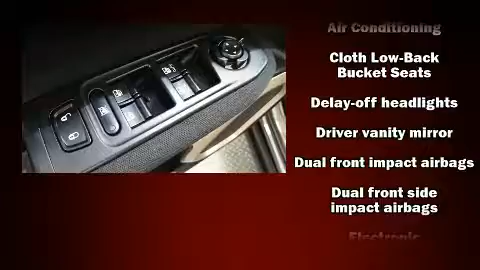 Air Conditioning
Cloth Low-Back
Bucket Seats
Delay-off headlights
Driver vanity mirror
Dual front impact airbags
Dual front side
impact airbags
Electronic